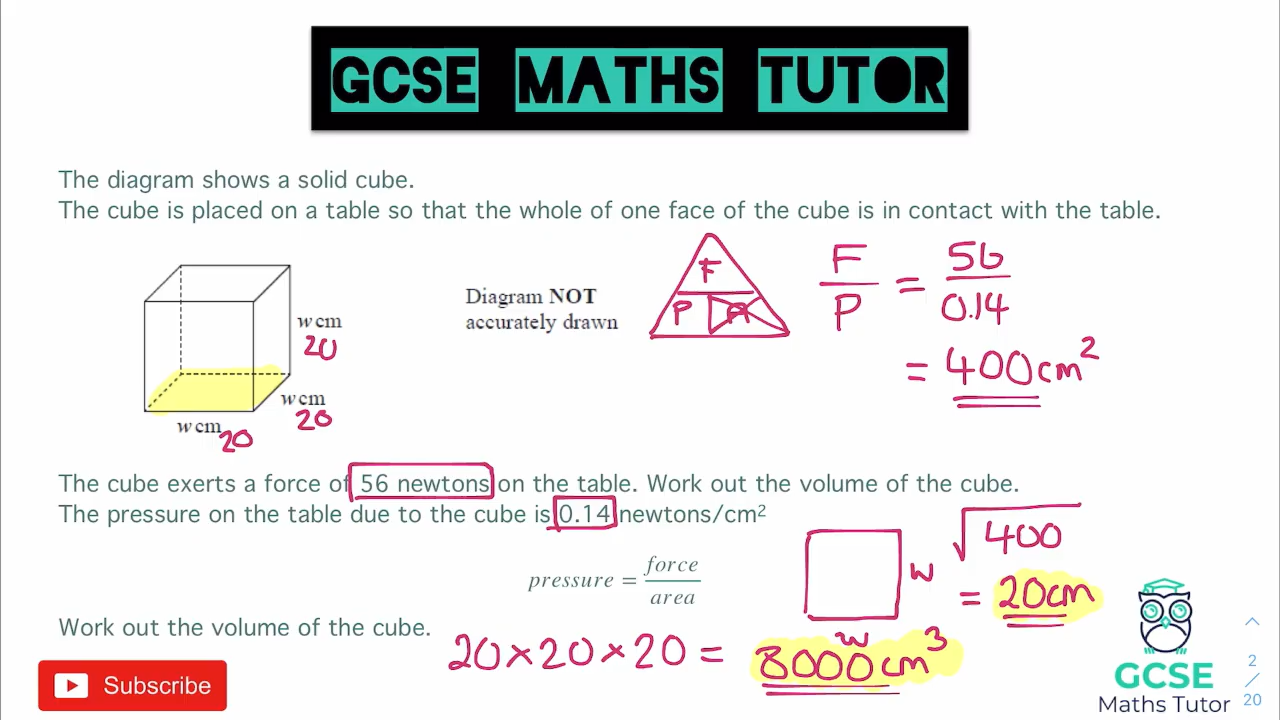 GCSE MATHS TUTOR
The diagram shows a solid cube.
The cube is placed on a table so that the whole of one face of the cube is in contact with the table.
w cm
20
w cm
20
w cm
20
Diagram NOT
accurately drawn
F
P A
F/P = 56/0.14
= 400cm²
The cube exerts a force of 56 newtons on the table. Work out the volume of the cube.
The pressure on the table due to the cube is 0.14 newtons/cm²
pressure = force/area
w
w
√400
= 20cm
Work out the volume of the cube.
20×20×20 = 8000cm³
Subscribe
GCSE
Maths Tutor
2
/
20